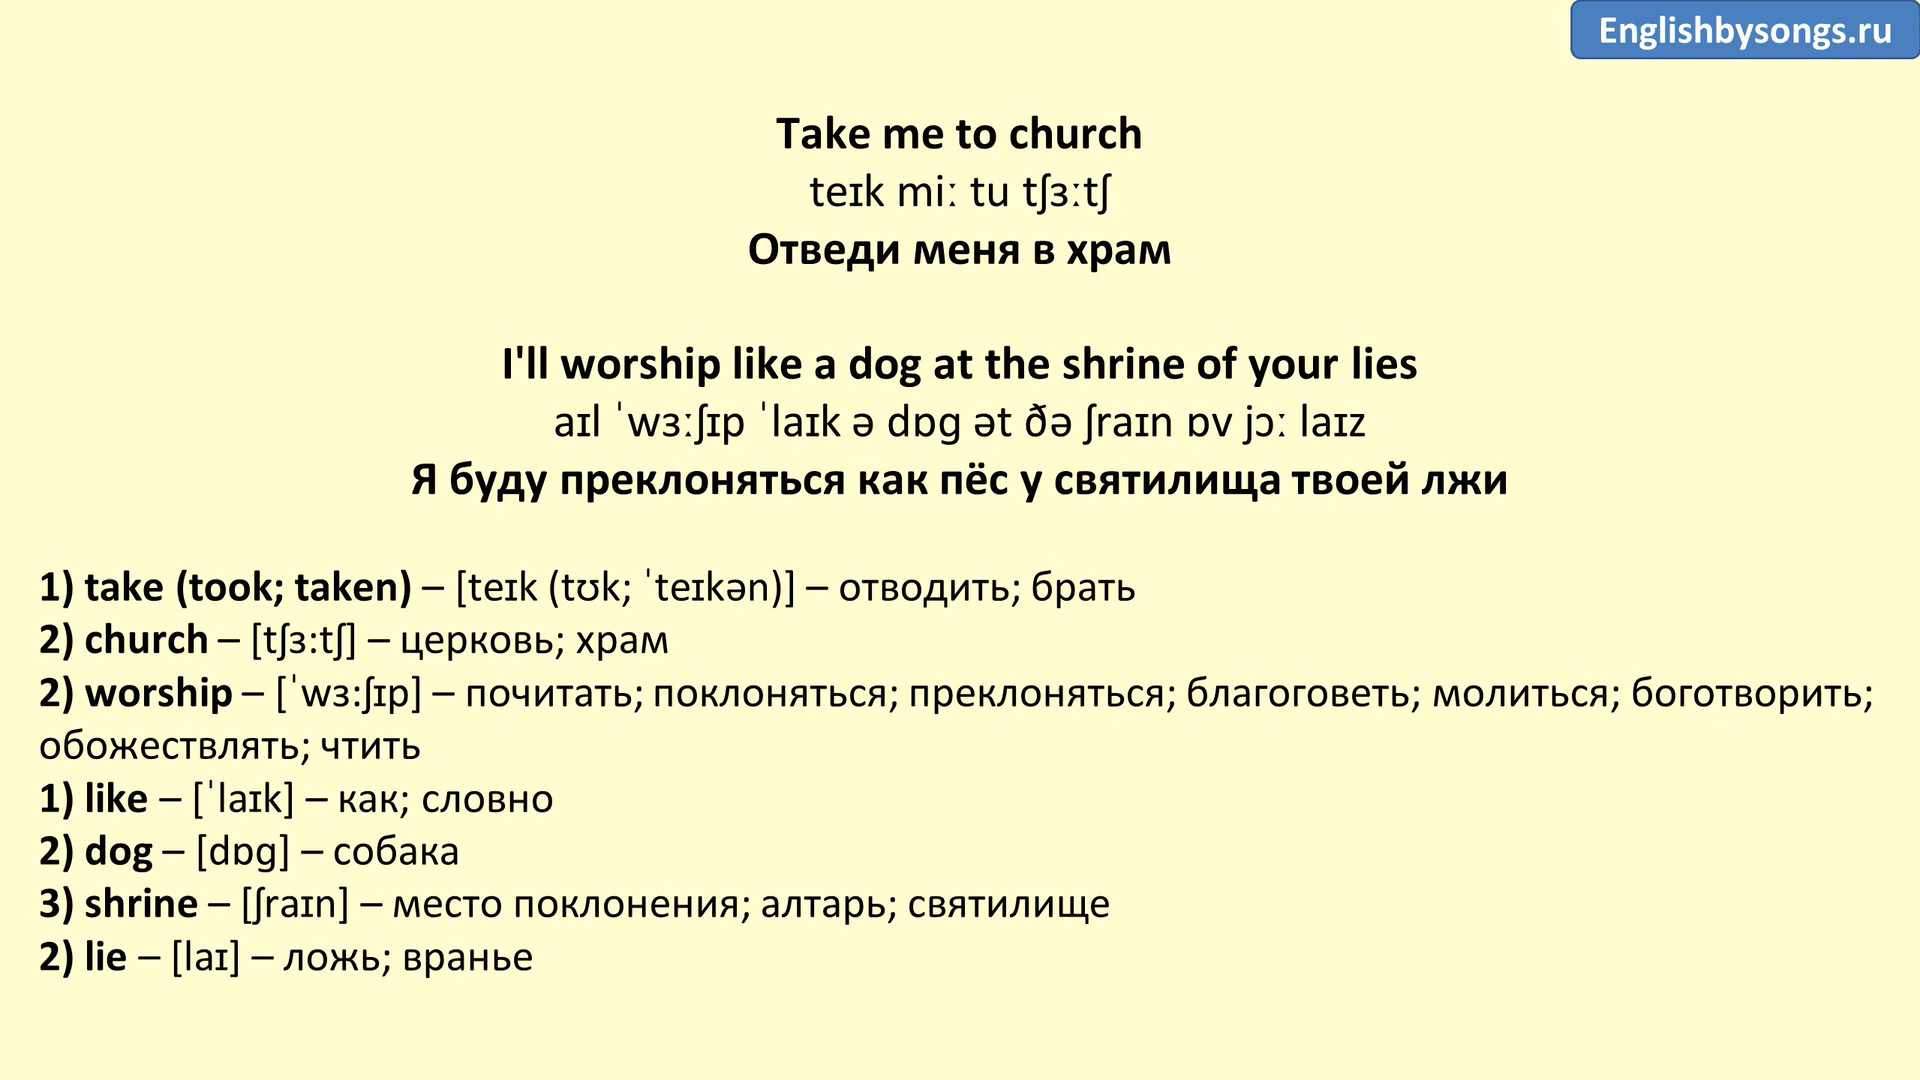 Englishbysongs.ru
Take me to church
teɪk miː tu tʃɜːtʃ
Отведи меня в храм
I'll worship like a dog at the shrine of your lies
aɪl ˈwɜːʃɪp ˈlaɪk ə dɒɡ ət ðə ʃraɪn ɒv jɔː laɪz
Я буду преклоняться как пёс у святилища твоей лжи
1) take (took; taken) – [teɪk (tʊk; ˈteɪkən)] – отводить; брать
2) church – [tʃɜ:tʃ] – церковь; храм
2) worship – [ˈwɜ:ʃɪp] – почитать; поклоняться; преклоняться; благоговеть; молиться; боготворить;
обожествлять; чтить
1) like – [ˈlaɪk] – как; словно
2) dog – [dɒɡ] – собака
3) shrine – [ʃraɪn] – место поклонения; алтарь; святилище
2) lie – [laɪ] – ложь; вранье